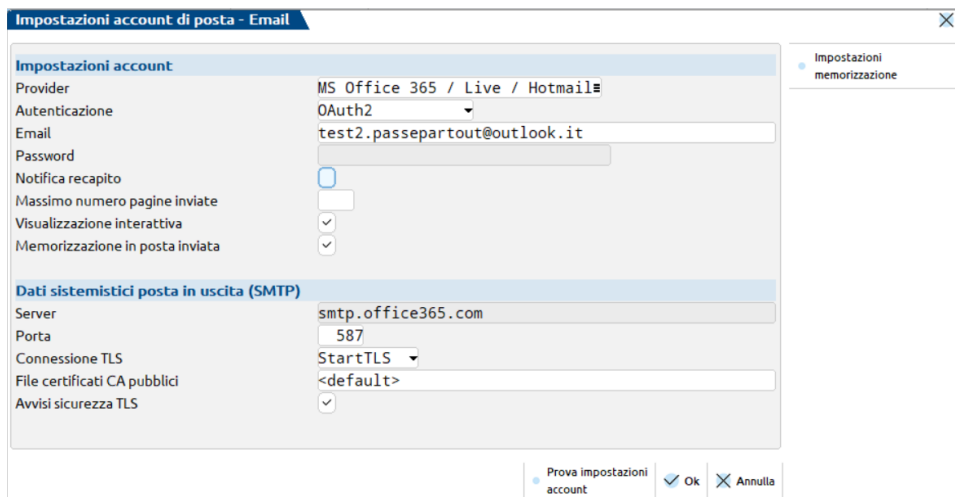 Impostazioni account di posta - Email
Impostazioni
memorizzazione
Impostazioni account
Provider MS Office 365 / Live / Hotmail
Autenticazione OAuth2
Email test2.passepartout@outlook.it
Password
Notifica recapito
Massimo numero pagine inviate
Visualizzazione interattiva
Memorizzazione in posta inviata
Dati sistemistici posta in uscita (SMTP)
Server smtp.office365.com
Porta 587
Connessione TLS StartTLS
File certificati CA pubblici <default>
Avvisi sicurezza TLS
Prova impostazioni
account
Ok
Annulla